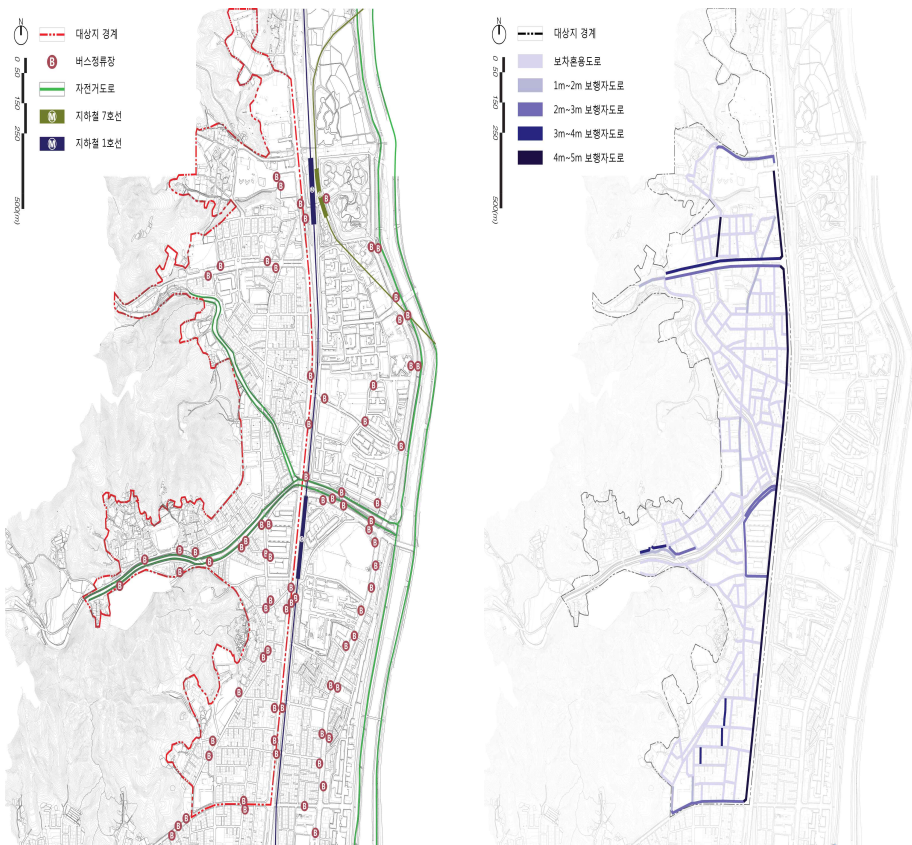 N
대상지 경계
B 버스정류장
자전거도로
M 지하철 7호선
M 지하철 1호선
0 50 150 250 500(m)
N
대상지 경계
보차혼용도로
1m~2m 보행자도로
2m~3m 보행자도로
3m~4m 보행자도로
4m~5m 보행자도로
0 50 150 250 500(m)